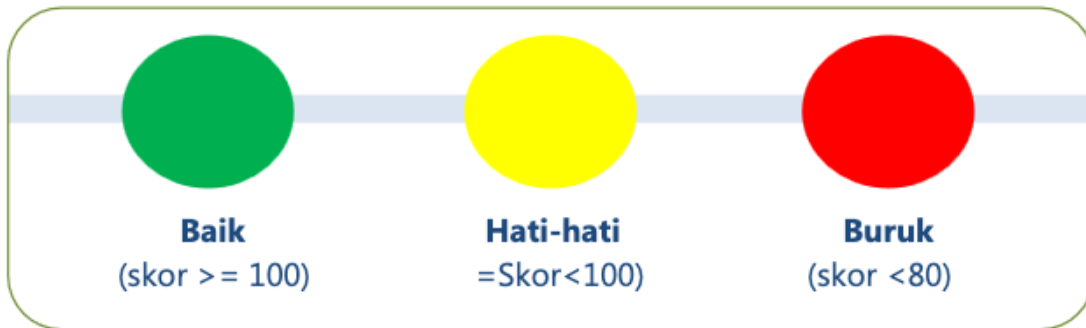 Baik
(skor >= 100)
Hati-hati
=Skor<100)
Buruk
(skor <80)